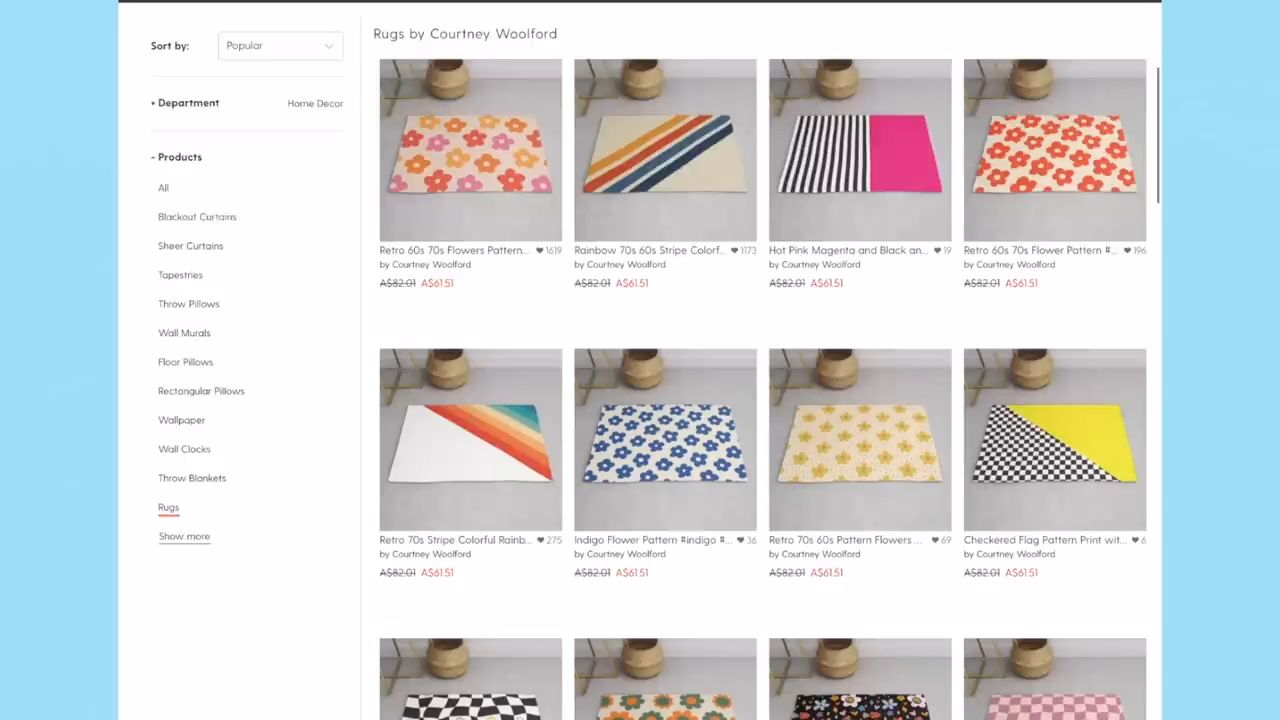 Sort by:
Popular
+ Department
Home Decor
- Products
All
Blackout Curtains
Sheer Curtains
Tapestries
Throw Pillows
Wall Murals
Floor Pillows
Rectangular Pillows
Wallpaper
Wall Clocks
Throw Blankets
Rugs
Show more
Rugs by Courtney Woolford
Retro 60s 70s Flowers Pattern... 1619
by Courtney Woolford
A$82.01 A$61.51
Rainbow 70s 60s Stripe Colorf... 1173
by Courtney Woolford
A$82.01 A$61.51
Hot Pink Magenta and Black an... 19
by Courtney Woolford
A$82.01 A$61.51
Retro 60s 70s Flower Pattern #... 196
by Courtney Woolford
A$82.01 A$61.51
Retro 70s Stripe Colorful Rainb... 275
by Courtney Woolford
A$82.01 A$61.51
Indigo Flower Pattern #indigo #... 36
by Courtney Woolford
A$82.01 A$61.51
Retro 70s 60s Pattern Flowers ... 69
by Courtney Woolford
A$82.01 A$61.51
Checkered Flag Pattern Print wit... 6
by Courtney Woolford
A$82.01 A$61.51